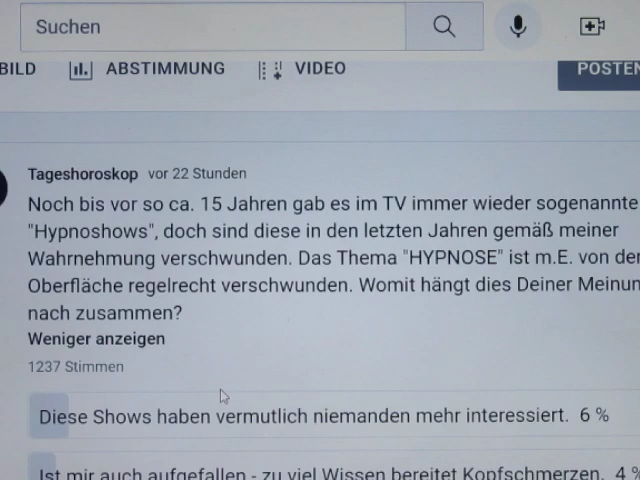 Suchen
BILD ABSTIMMUNG VIDEO POSTEN
Tageshoroskop vor 22 Stunden
Noch bis vor so ca. 15 Jahren gab es im TV immer wieder sogenannte
"Hypnoshows", doch sind diese in den letzten Jahren gemäß meiner
Wahrnehmung verschwunden. Das Thema "HYPNOSE" ist m.E. von der
Oberfläche regelrecht verschwunden. Womit hängt dies Deiner Meinun
nach zusammen?
Weniger anzeigen
1237 Stimmen
Diese Shows haben vermutlich niemanden mehr interessiert. 6 %
Ist mir auch aufgefallen - zu viel Wissen bereitet Kopfschmerzen. 4 %